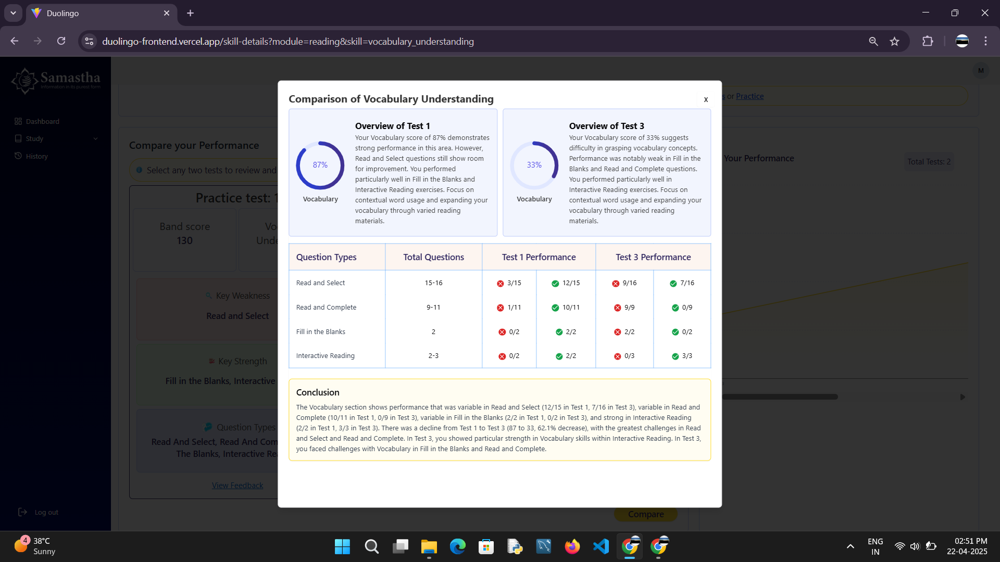 Duolingo
duolingo-frontend.vercel.app/skill-details?module=reading&skill=vocabulary_understanding
Samastha
Information in its purest form
M
Dashboard
Study
History
Log out
s or Practice
Compare your Performance
Select any two tests to review and
Practice test: 1
Band score
130
Vo
Unde
Key Weakness
Read and Select
Key Strength
Fill in the Blanks, Interactive
Question Types
Read And Select, Read And Com
The Blanks, Interactive Rea
View Feedback
Your Performance
Total Tests: 2
Compare
Comparison of Vocabulary Understanding
x
87%
Vocabulary
Overview of Test 1
Your Vocabulary score of 87% demonstrates
strong performance in this area. However,
Read and Select questions still show room
for improvement. You performed
particularly well in Fill in the Blanks and
Interactive Reading exercises. Focus on
contextual word usage and expanding your
vocabulary through varied reading
materials.
33%
Vocabulary
Overview of Test 3
Your Vocabulary score of 33% suggests
difficulty in grasping vocabulary concepts.
Performance was notably weak in Fill in the
Blanks and Read and Complete questions.
You performed particularly well in
Interactive Reading exercises. Focus on
contextual word usage and expanding your
vocabulary through varied reading
materials.
Question Types Total Questions Test 1 Performance Test 3 Performance
Read and Select 15-16 3/15 12/15 9/16 7/16
Read and Complete 9-11 1/11 10/11 9/9 0/9
Fill in the Blanks 2 0/2 2/2 2/2 0/2
Interactive Reading 2-3 0/2 2/2 0/3 3/3
Conclusion
The Vocabulary section shows performance that was variable in Read and Select (12/15 in Test 1, 7/16 in Test 3), variable in Read and
Complete (10/11 in Test 1, 0/9 in Test 3), variable in Fill in the Blanks (2/2 in Test 1, 0/2 in Test 3), and strong in Interactive Reading
(2/2 in Test 1, 3/3 in Test 3). There was a decline from Test 1 to Test 3 (87 to 33, 62.1% decrease), with the greatest challenges in Read
and Select and Read and Complete. In Test 3, you showed particular strength in Vocabulary skills within Interactive Reading. In Test 3,
you faced challenges with Vocabulary in Fill in the Blanks and Read and Complete.
4
38°C
Sunny
ENG
IN
02:51 PM
22-04-2025